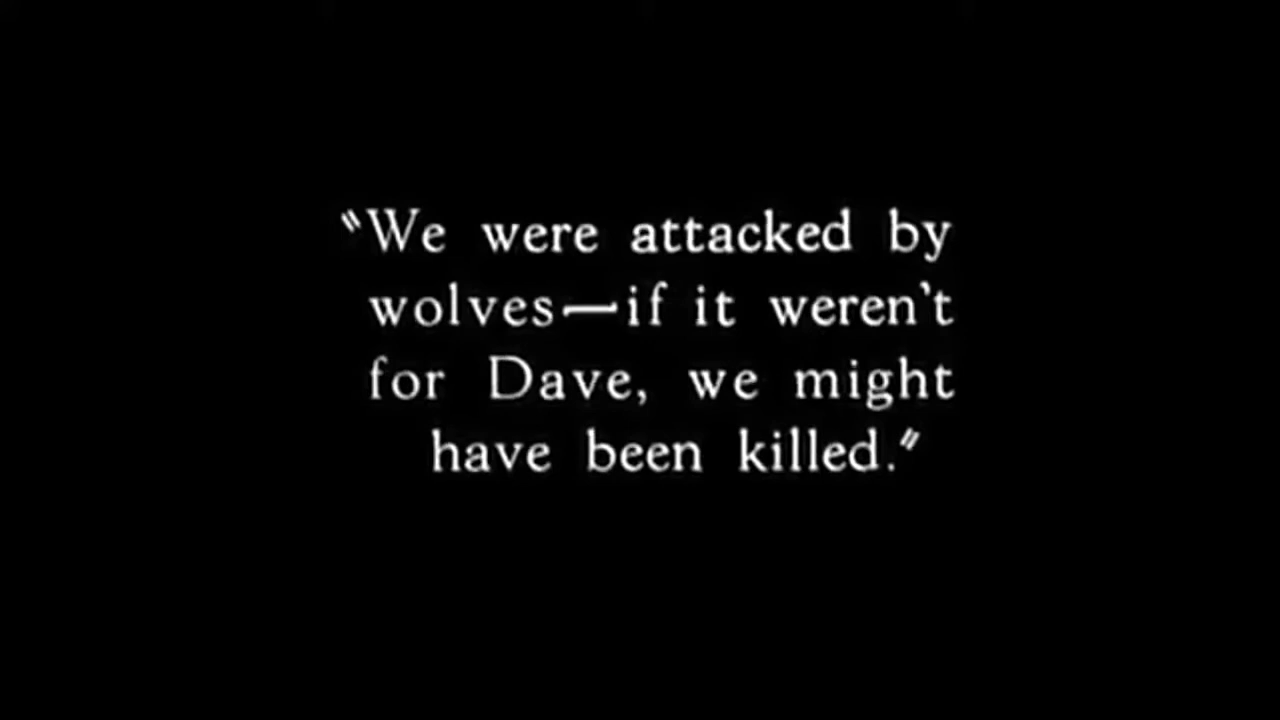 "We were attacked by
wolves—if it weren't
for Dave, we might
have been killed."